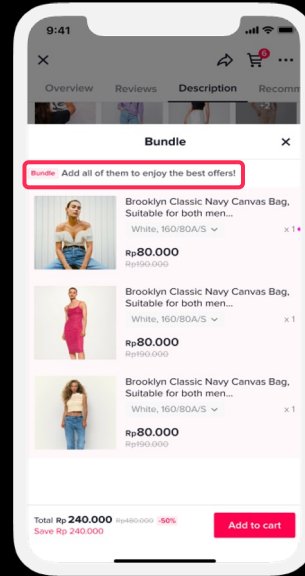 9:41
6
Overview Reviews Description Recomm
Bundle
Bundle Add all of them to enjoy the best offers!
Brooklyn Classic Navy Canvas Bag,
Suitable for both men...
White, 160/80A/S x 1
Rp80.000
Rp190.000
Brooklyn Classic Navy Canvas Bag,
Suitable for both men...
White, 160/80A/S x 1
Rp80.000
Rp190.000
Brooklyn Classic Navy Canvas Bag,
Suitable for both men...
White, 160/80A/S x 1
Rp80.000
Rp190.000
Total Rp 240.000 Rp480.000 -50%
Save Rp 240.000
Add to cart